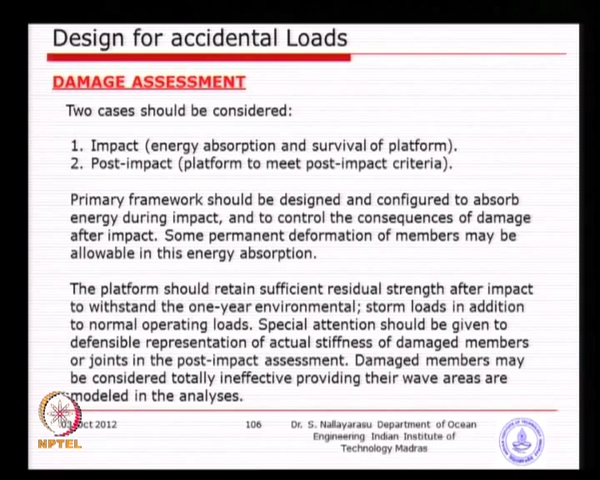 Design for accidental Loads
DAMAGE ASSESSMENT
Two cases should be considered:
1. Impact (energy absorption and survival of platform).
2. Post-impact (platform to meet post-impact criteria).
Primary framework should be designed and configured to absorb
energy during impact, and to control the consequences of damage
after impact. Some permanent deformation of members may be
allowable in this energy absorption.
The platform should retain sufficient residual strength after impact
to withstand the one-year environmental; storm loads in addition
to normal operating loads. Special attention should be given to
defensible representation of actual stiffness of damaged members
or joints in the post-impact assessment. Damaged members may
be considered totally ineffective providing their wave areas are
modeled in the analyses.
03 Oct 2012
106
Dr. S. Nallayarasu Department of Ocean
Engineering Indian Institute of
Technology Madras
NPTEL